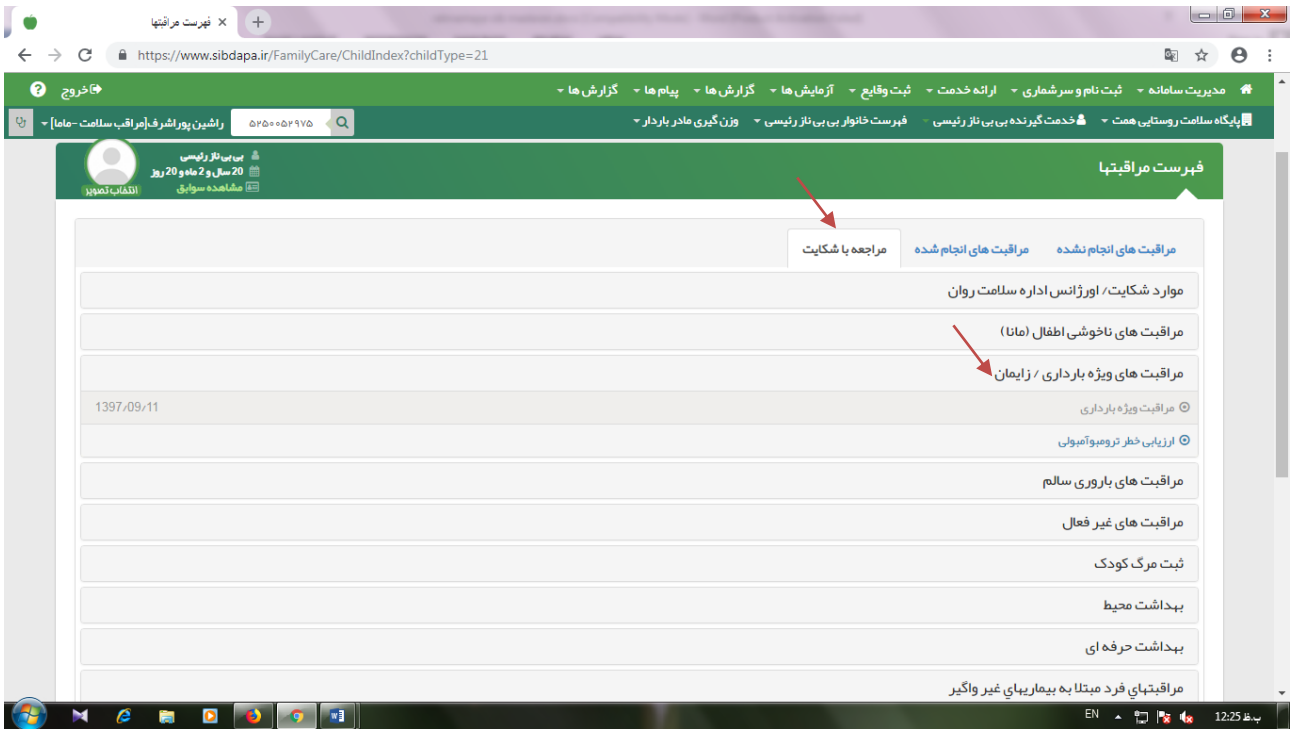 فهرست مراقبتها
https://www.sibdapa.ir/FamilyCare/ChildIndex?childType=21
مدیریت سامانه ثبت نام و سرشماری ارائه خدمت ثبت وقایع آزمایش ها گزارش ها پیام ها گزارش ها خروج
پایگاه سلامت روستایی همت خدمت گیرنده بی بی ناز رئیسی فهرست خانوار بی بی ناز رئیسی وزن گیری مادر باردار ۵۲۵۰۰۵۲۹۷۵ راشین پوراشرف[مراقب سلامت -ماما]
فهرست مراقبتها
بی بی ناز رئیسی
20 سال و 2 ماه و 20 روز
مشاهده سوابق
انتخاب تصویر
مراقبت های انجام نشده مراقبت های انجام شده مراجعه با شکایت
موارد شکایت/ اورژانس اداره سلامت روان
مراقبت های ناخوشی اطفال (مانا)
مراقبت های ویژه بارداری / زایمان
مراقبت ویژه بارداری 1397/09/11
ارزیابی خطر ترومبوآمبولی
مراقبت های باروری سالم
مراقبت های غیر فعال
ثبت مرگ کودک
بهداشت محیط
بهداشت حرفه ای
مراقبتهاي فرد مبتلا به بیماریهاي غیر واگیر
EN 12:25 ب.ظ